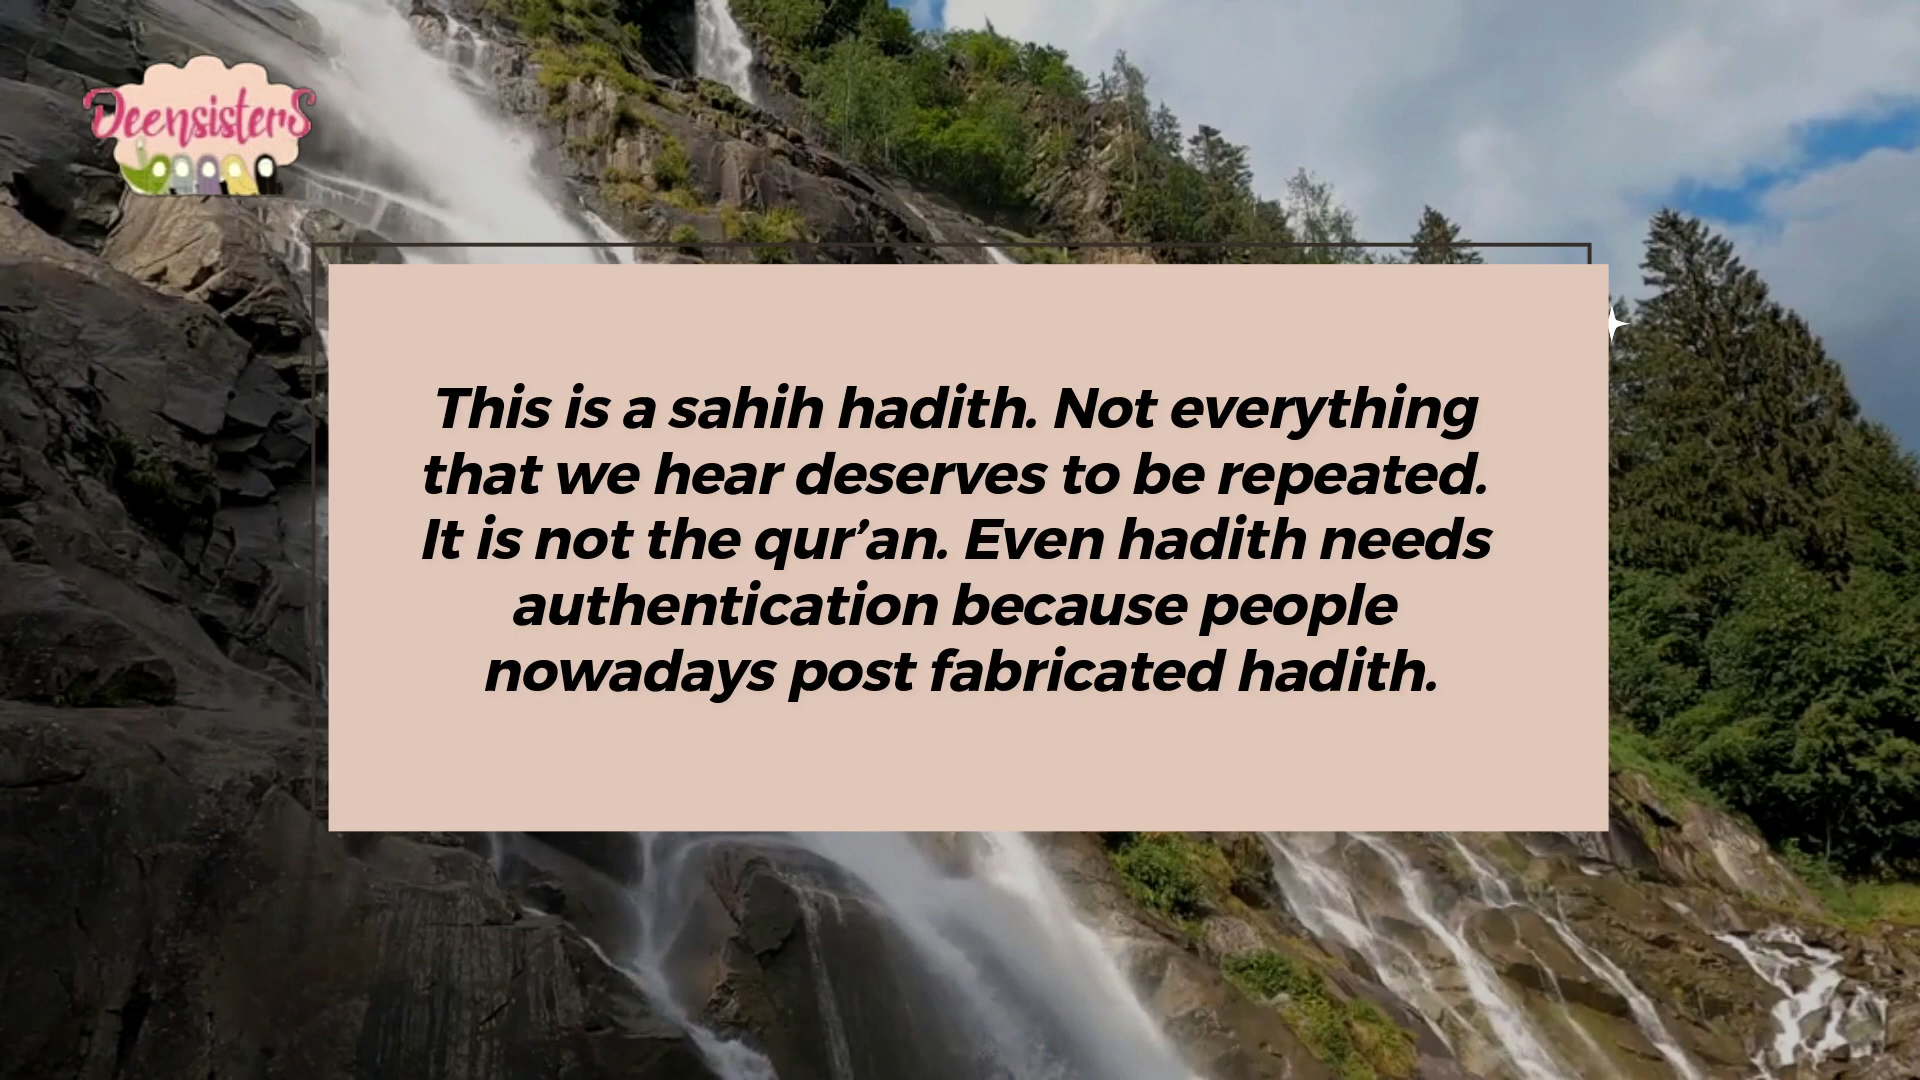 DeensisterS
This is a sahih hadith. Not everything
that we hear deserves to be repeated.
It is not the qur’an. Even hadith needs
authentication because people
nowadays post fabricated hadith.